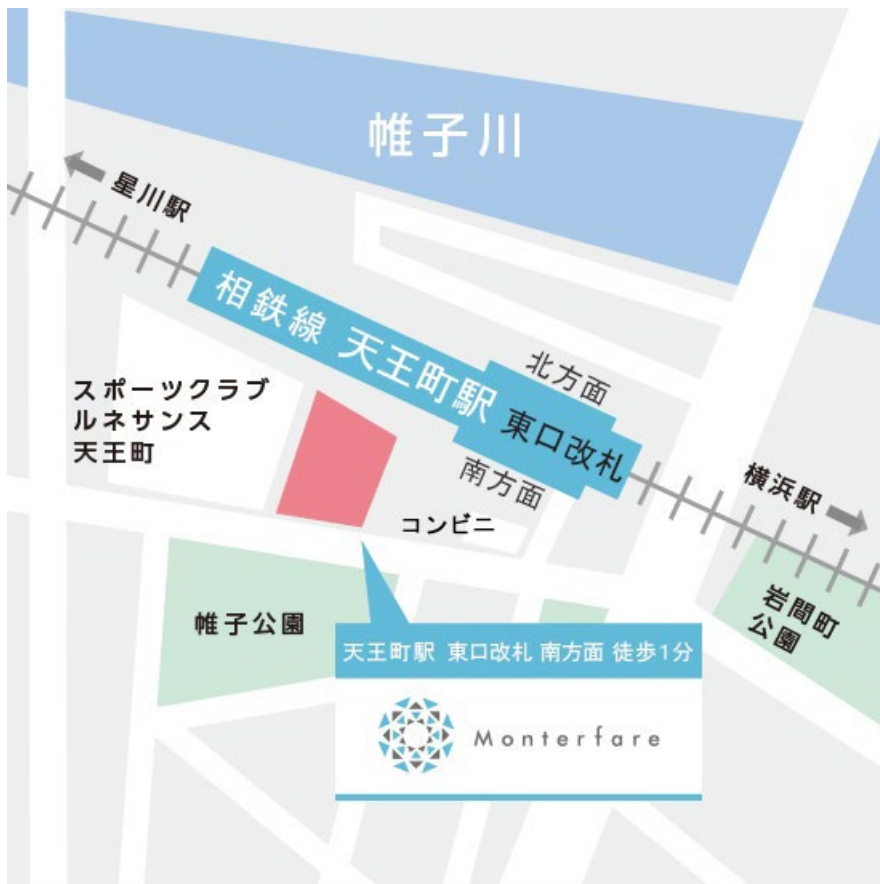 帷子川
星川駅
相鉄線 天王町駅
北方面
東口改札
スポーツクラブ
ルネサンス
天王町
南方面
横浜駅
コンビニ
岩間町
公園
帷子公園
天王町駅 東口改札 南方面 徒歩1分
Monterfare